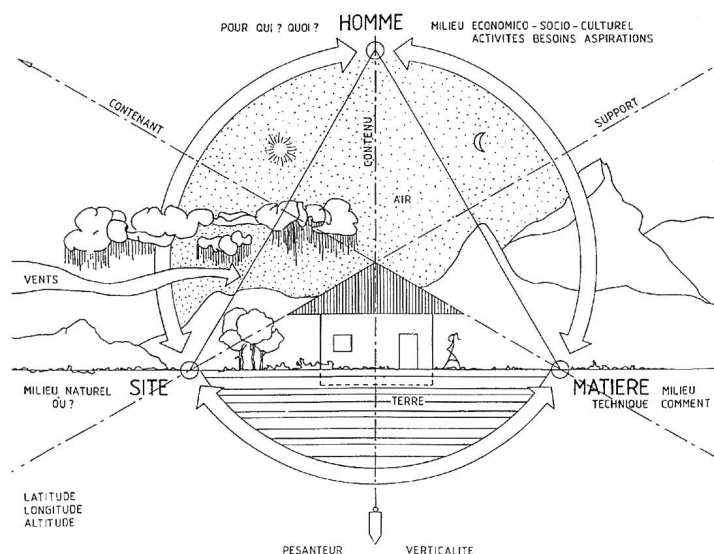 POUR QUI ? QUOI ?
HOMME
MILIEU ECONOMICO - SOCIO - CULTUREL
ACTIVITES BESOINS ASPIRATIONS
CONTENANT
CONTENU
SUPPORT
AIR
VENTS
MILIEU NATUREL
OÙ ?
SITE
TERRE
MATIERE
TECHNIQUE
MILIEU
COMMENT
LATITUDE
LONGITUDE
ALTITUDE
PESANTEUR
VERTICALITE